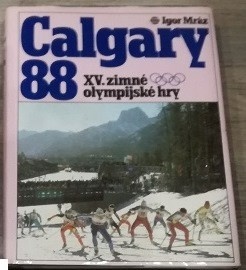 Igor Mráz
Calgary
88 XV. zimné
olympijské hry